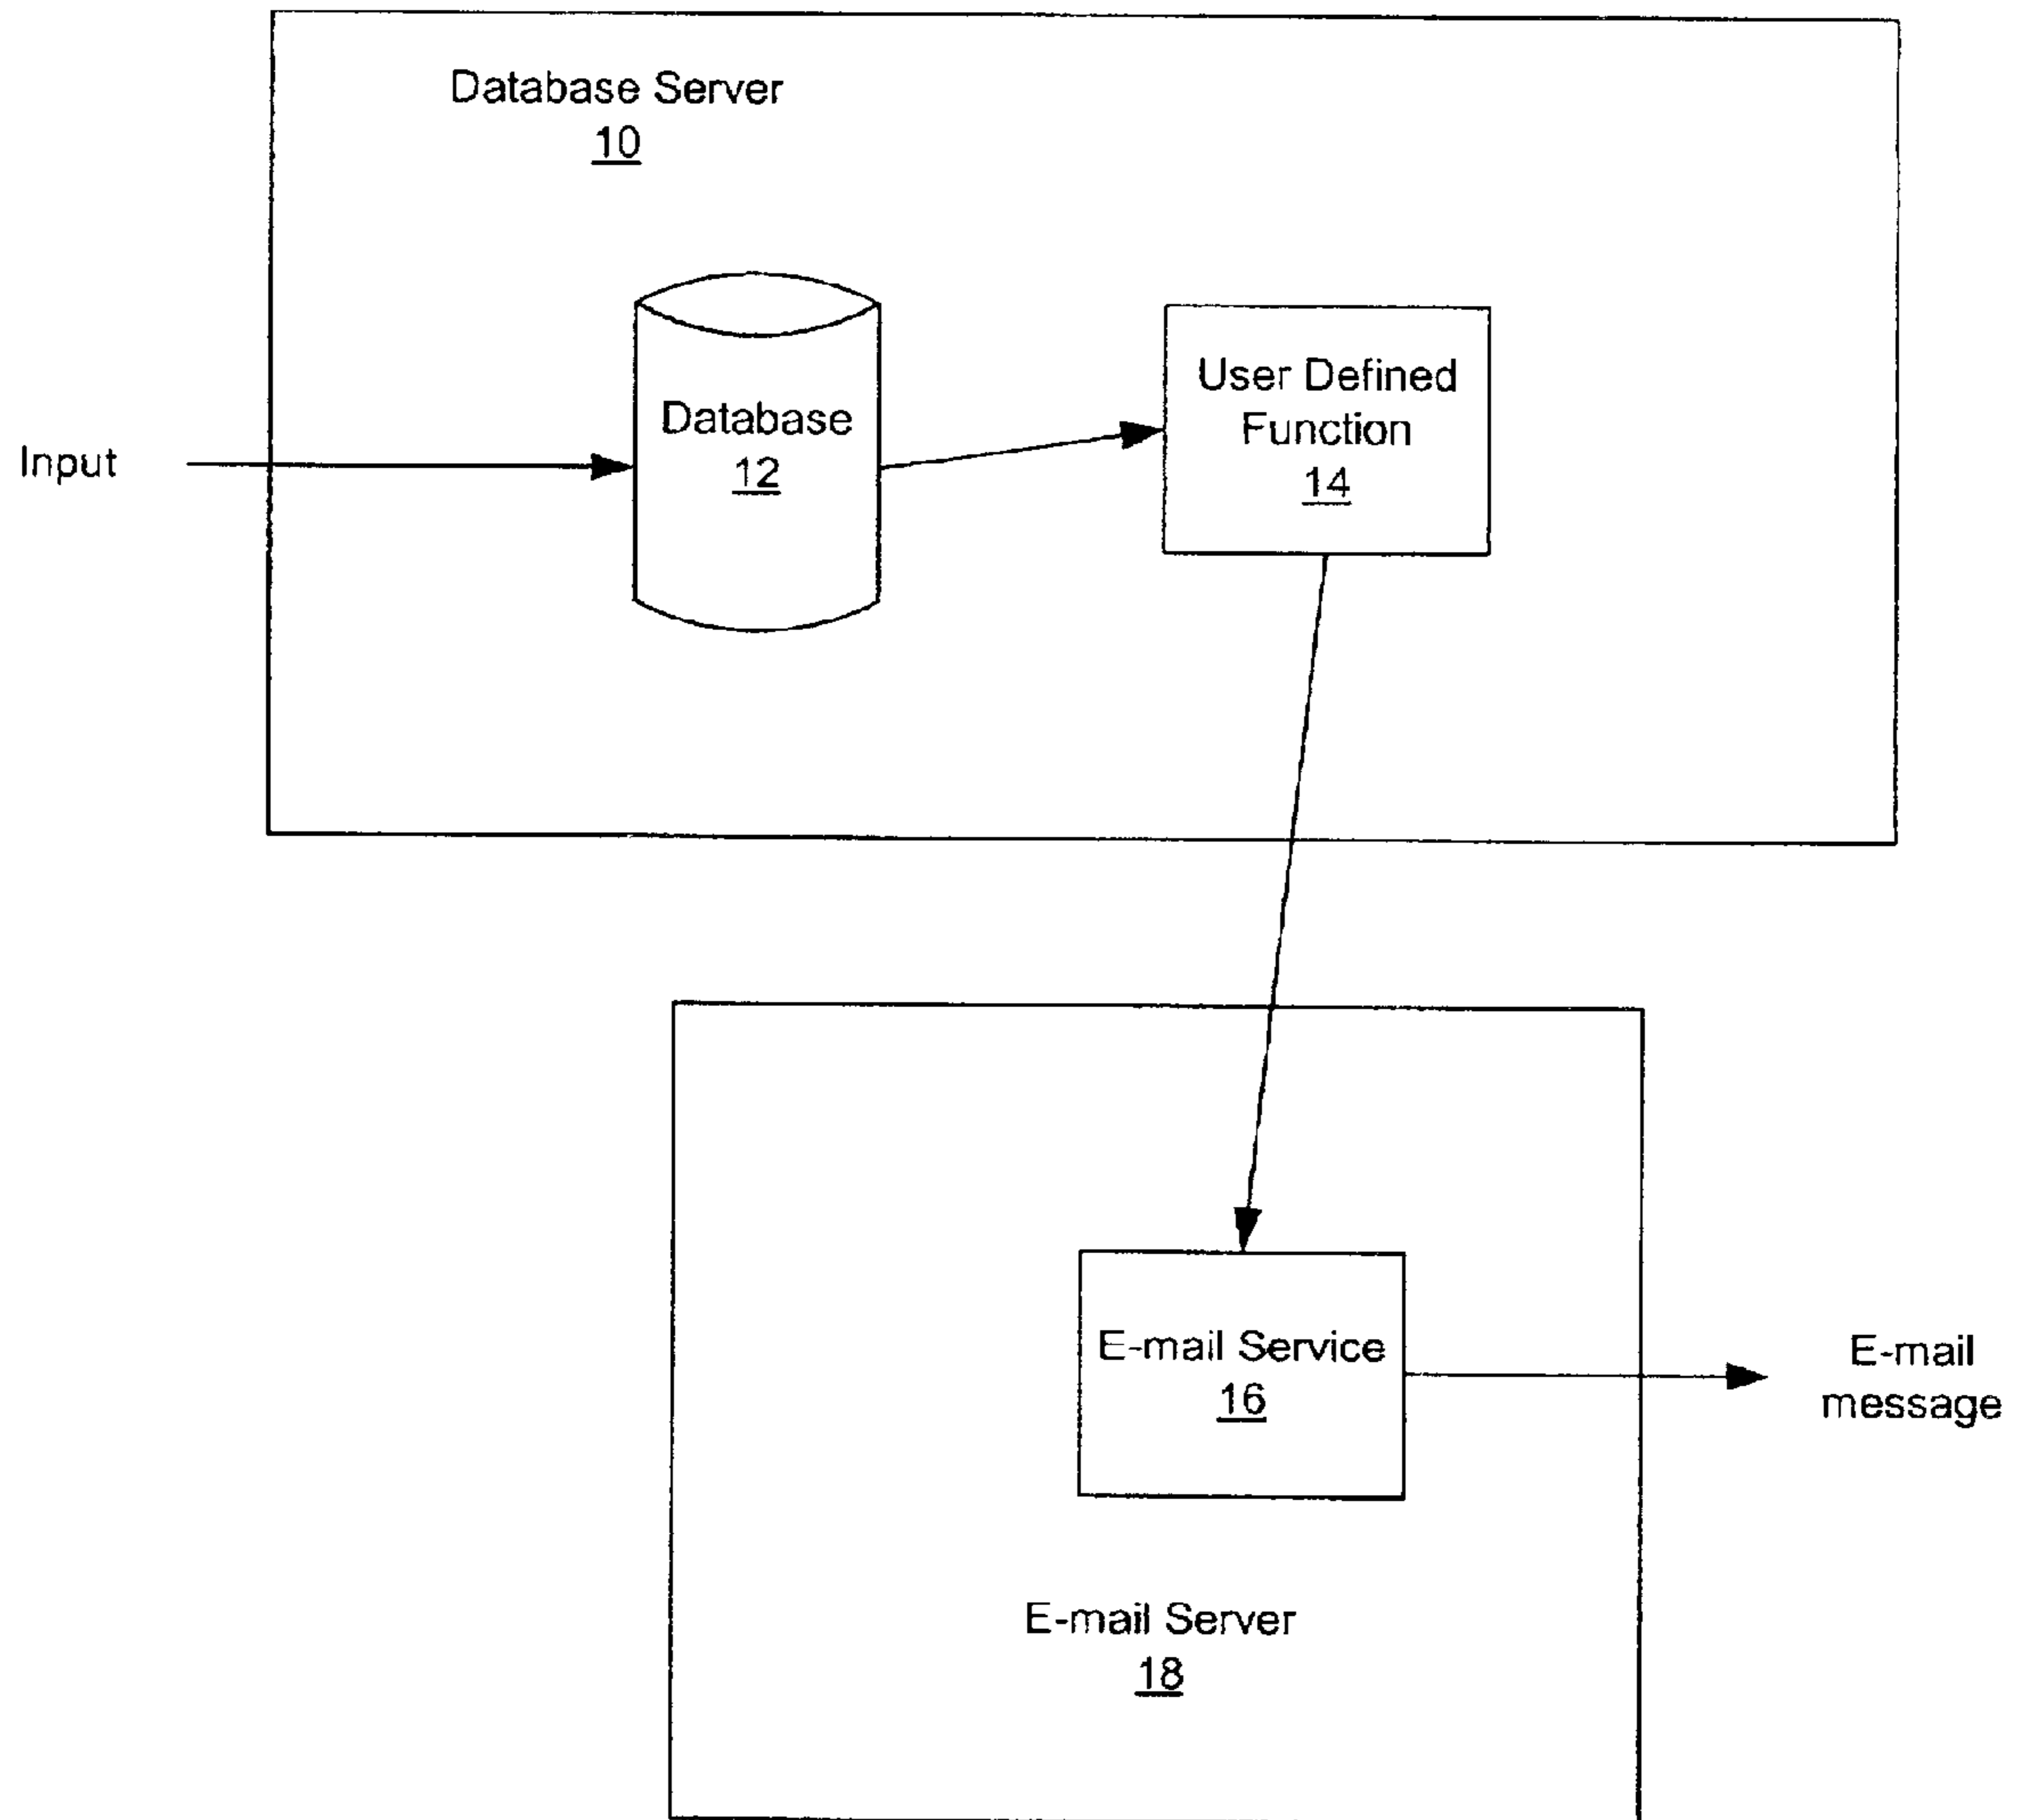 Database Server
10
Input
Database
12
User Defined
Function
14
E-mail Service
16
E-mail
message
E-mail Server
18